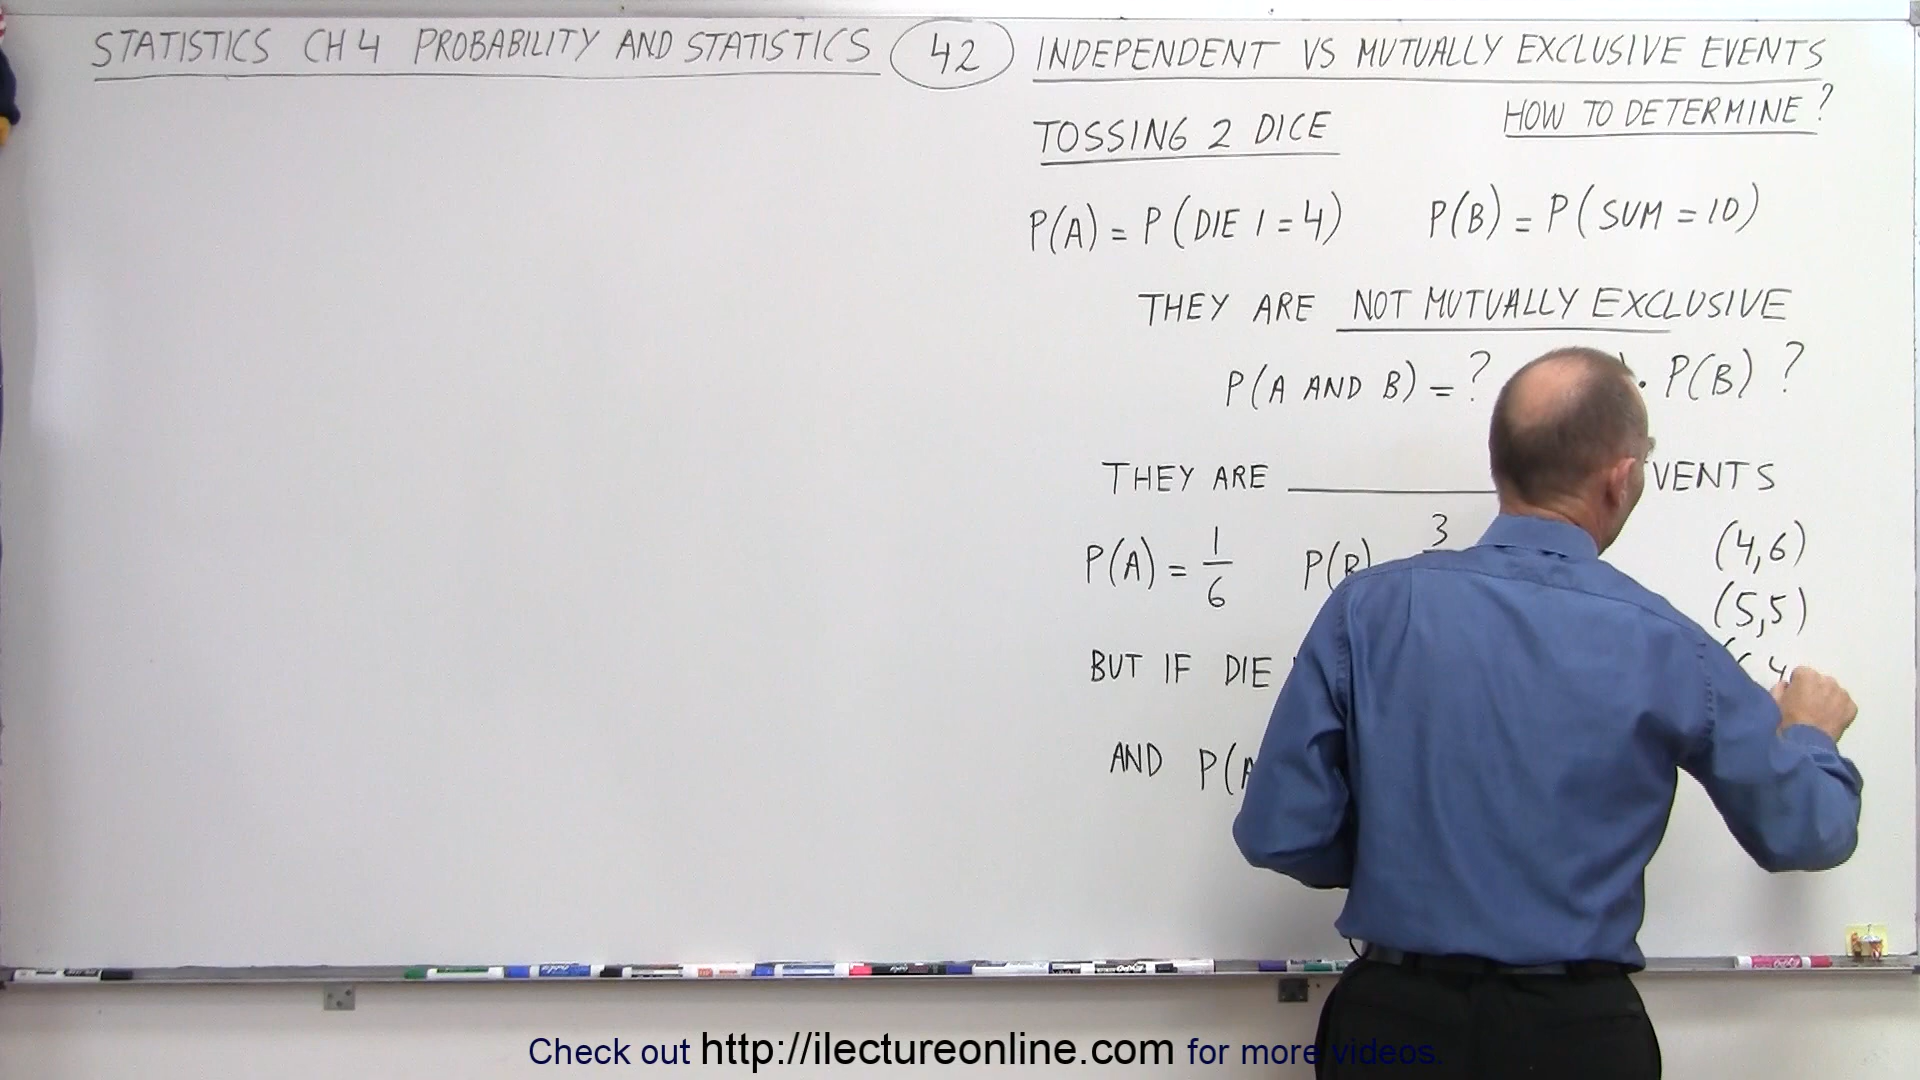 STATISTICS CH 4 PROBABILITY AND STATISTICS 42 INDEPENDENT VS MUTUALLY EXCLUSIVE EVENTS
TOSSING 2 DICE HOW TO DETERMINE?
P(A) = P(DIE 1 = 4) P(B) = P(SUM = 10)
THEY ARE NOT MUTUALLY EXCLUSIVE
P(A AND B) = ? · P(B) ?
THEY ARE ________ VENTS
P(A) = 1/6 P(B) 3
(4,6)
(5,5)
BUT IF DIE
AND P(A
Check out http://ilectureonline.com for more videos.